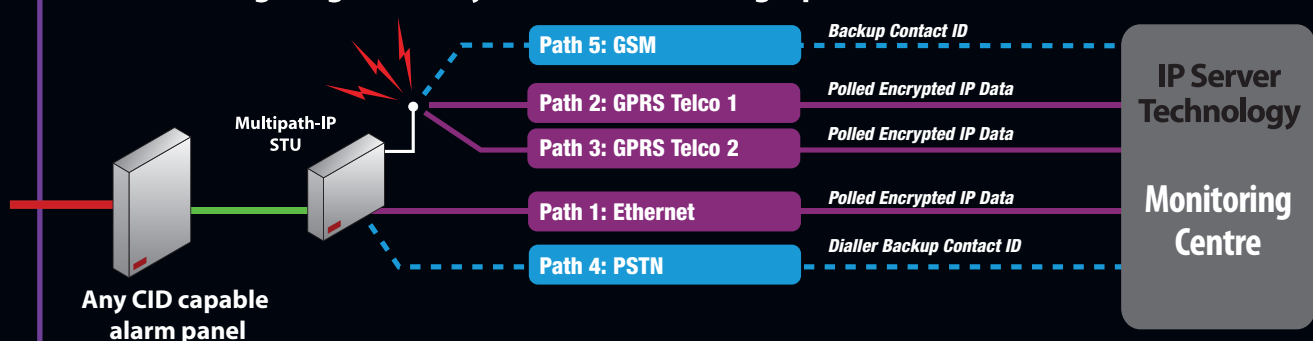 Path 5: GSM
Backup Contact ID
Path 2: GPRS Telco 1
Polled Encrypted IP Data
Path 3: GPRS Telco 2
Polled Encrypted IP Data
Path 1: Ethernet
Polled Encrypted IP Data
Path 4: PSTN
Dialler Backup Contact ID
Multipath-IP
STU
Any CID capable
alarm panel
IP Server
Technology
Monitoring
Centre